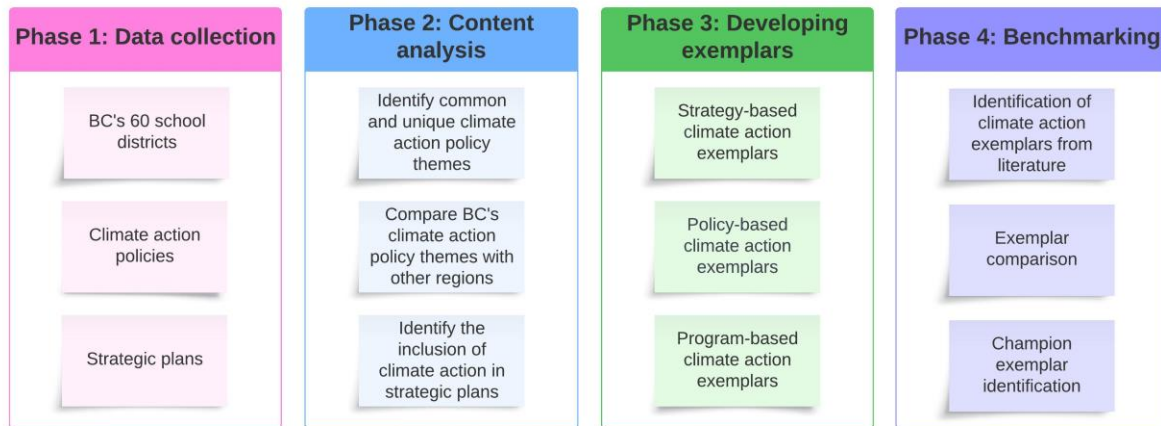 Phase 1: Data collection
BC's 60 school
districts
Climate action
policies
Strategic plans
Phase 2: Content
analysis
Identify common
and unique climate
action policy
themes
Compare BC's
climate action
policy themes with
other regions
Identify the
inclusion of
climate action in
strategic plans
Phase 3: Developing
exemplars
Strategy-based
climate action
exemplars
Policy-based
climate action
exemplars
Program-based
climate action
exemplars
Phase 4: Benchmarking
Identification of
climate action
exemplars from
literature
Exemplar
comparison
Champion
exemplar
identification